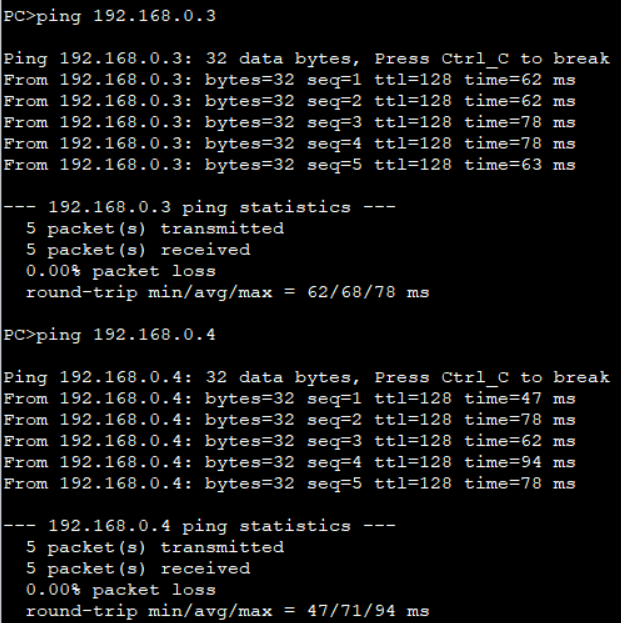 PC>ping 192.168.0.3
Ping 192.168.0.3: 32 data bytes, Press Ctrl_C to break
From 192.168.0.3: bytes=32 seq=1 ttl=128 time=62 ms
From 192.168.0.3: bytes=32 seq=2 ttl=128 time=62 ms
From 192.168.0.3: bytes=32 seq=3 ttl=128 time=78 ms
From 192.168.0.3: bytes=32 seq=4 ttl=128 time=78 ms
From 192.168.0.3: bytes=32 seq=5 ttl=128 time=63 ms
--- 192.168.0.3 ping statistics ---
5 packet(s) transmitted
5 packet(s) received
0.00% packet loss
round-trip min/avg/max = 62/68/78 ms
PC>ping 192.168.0.4
Ping 192.168.0.4: 32 data bytes, Press Ctrl_C to break
From 192.168.0.4: bytes=32 seq=1 ttl=128 time=47 ms
From 192.168.0.4: bytes=32 seq=2 ttl=128 time=78 ms
From 192.168.0.4: bytes=32 seq=3 ttl=128 time=62 ms
From 192.168.0.4: bytes=32 seq=4 ttl=128 time=94 ms
From 192.168.0.4: bytes=32 seq=5 ttl=128 time=78 ms
--- 192.168.0.4 ping statistics ---
5 packet(s) transmitted
5 packet(s) received
0.00% packet loss
round-trip min/avg/max = 47/71/94 ms